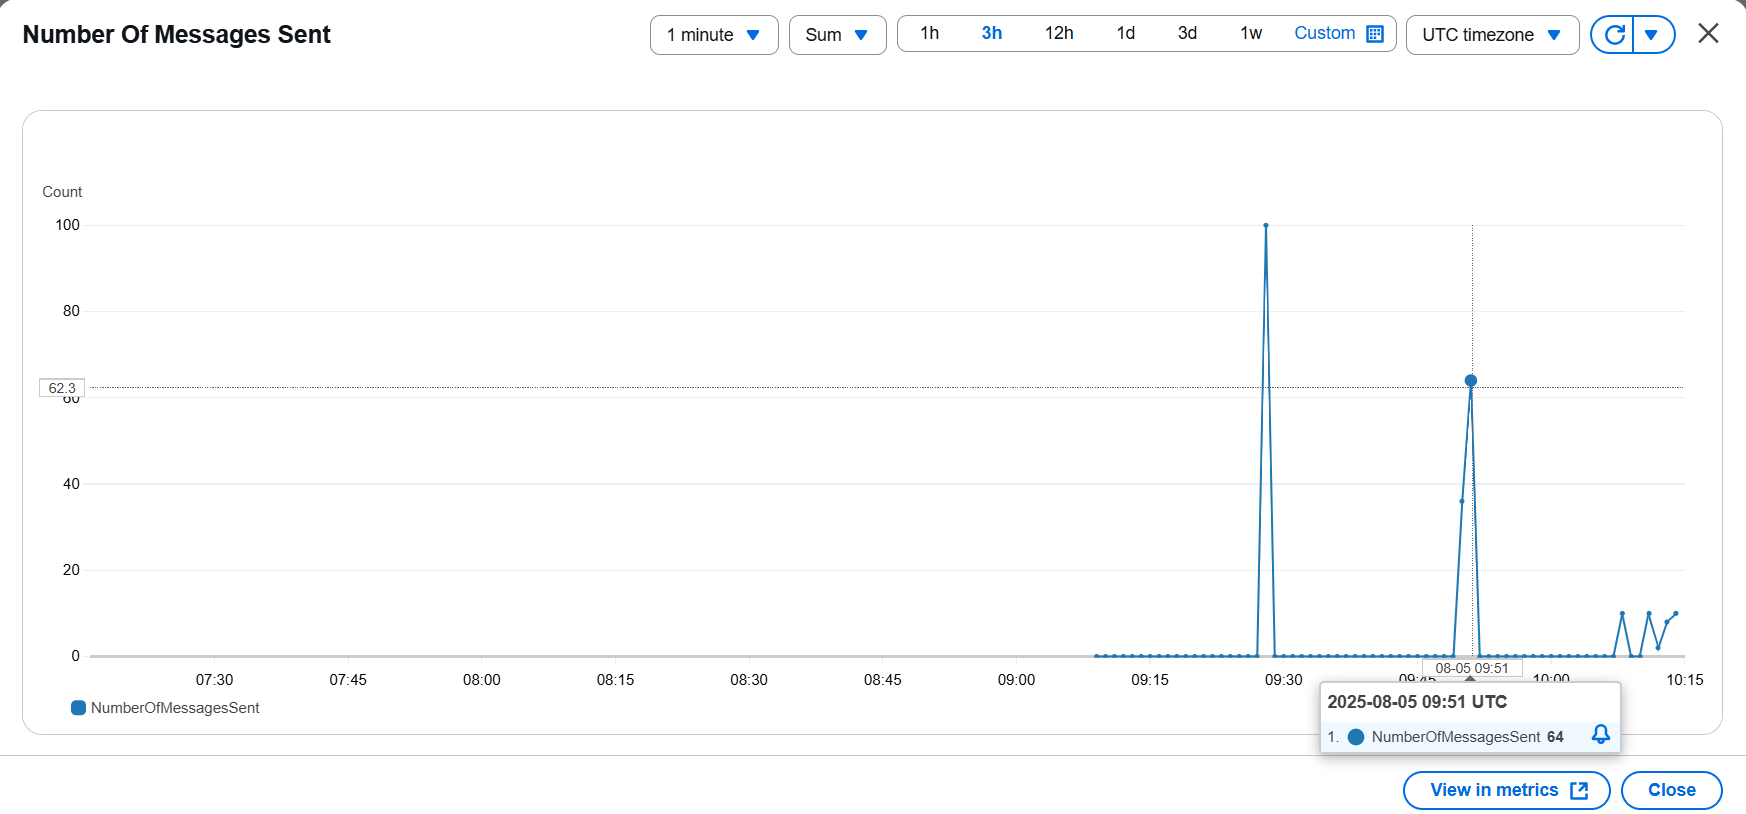 Number Of Messages Sent
1 minute
Sum
1h 3h 12h 1d 3d 1w Custom
UTC timezone
Count
100
80
62.3
60
40
20
0
07:30 07:45 08:00 08:15 08:30 08:45 09:00 09:15 09:30 09:45 10:00 10:15
08-05 09:51
NumberOfMessagesSent
2025-08-05 09:51 UTC
1. NumberOfMessagesSent 64
View in metrics
Close